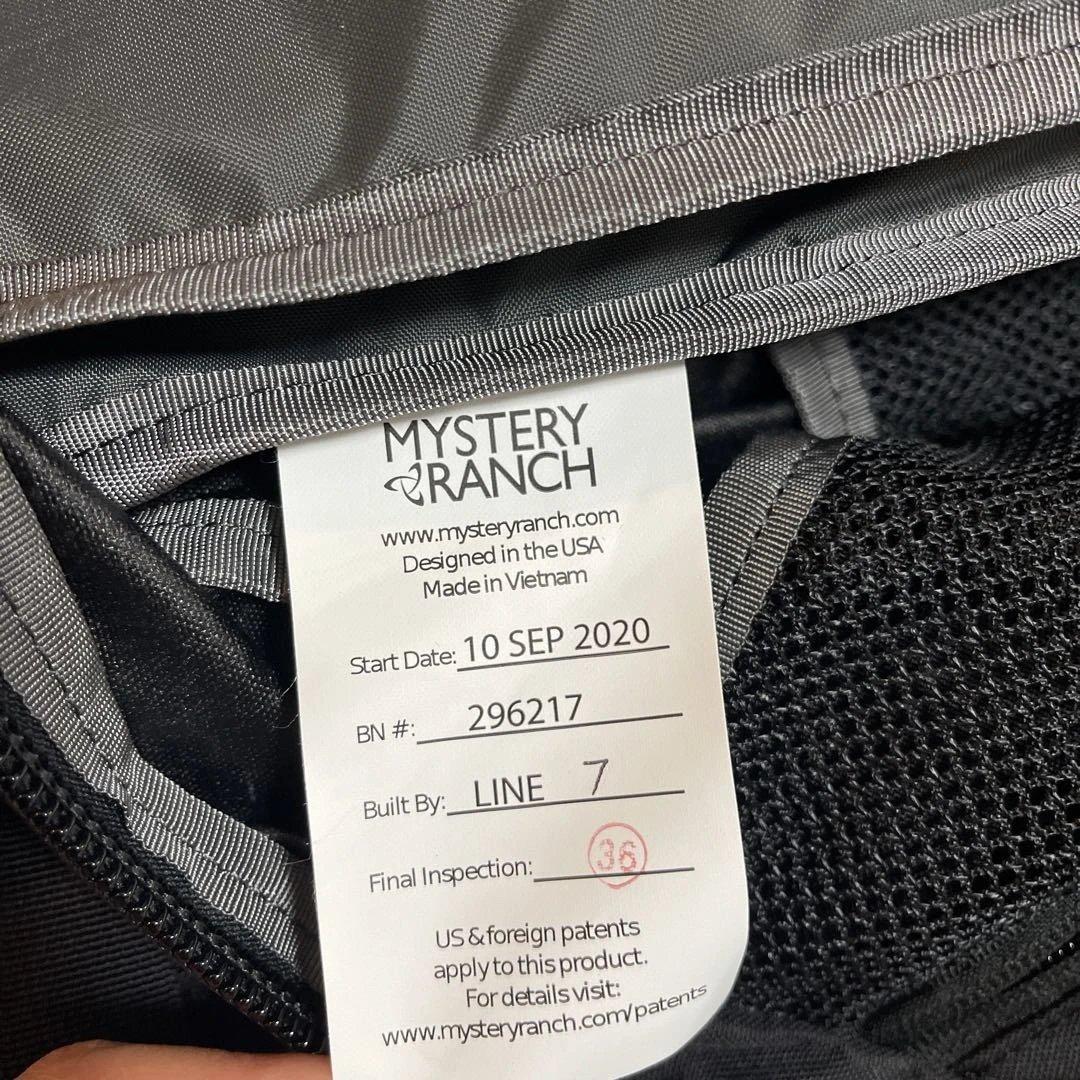 MYSTERY
RANCH
www.mysteryranch.com
Designed in the USA
Made in Vietnam
Start Date: 10 SEP 2020
BN #: 296217
Built By: LINE 7
Final Inspection: 36
US & foreign patents
apply to this product.
For details visit:
www.mysteryranch.com/patents